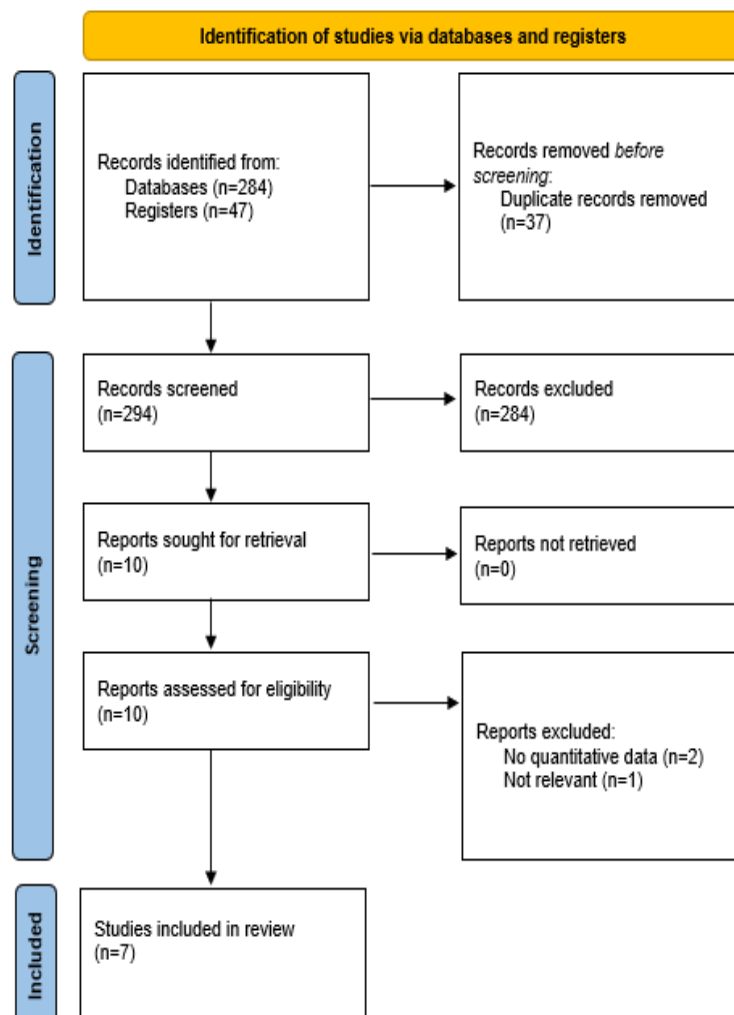 Identification of studies via databases and registers
Identification
Records identified from:
Databases (n=284)
Registers (n=47)
Records removed before
screening:
Duplicate records removed
(n=37)
Screening
Records screened
(n=294)
Records excluded
(n=284)
Reports sought for retrieval
(n=10)
Reports not retrieved
(n=0)
Reports assessed for eligibility
(n=10)
Reports excluded:
No quantitative data (n=2)
Not relevant (n=1)
Included
Studies included in review
(n=7)